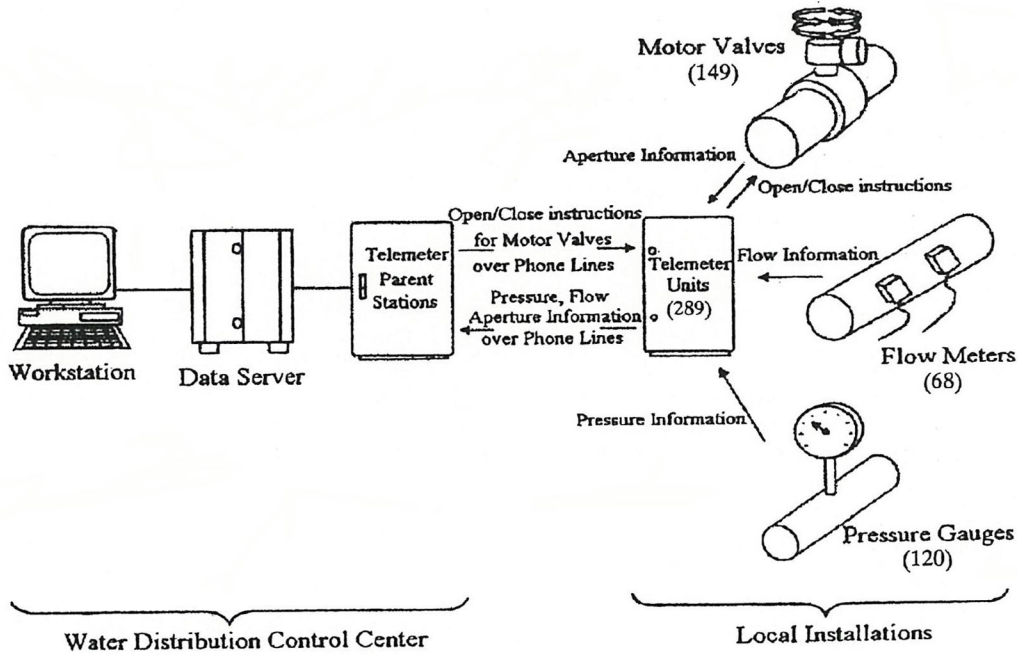 Motor Valves
(149)
Aperture Information
Open/Close instructions
Open/Close instructions
for Motor Valves
over Phone Lines
Telemeter
Parent
Stations
Telemeter
Units
(289)
Flow Information
Pressure, Flow
Aperture Information
over Phone Lines
Workstation
Data Server
Flow Meters
(68)
Pressure Information
Pressure Gauges
(120)
Water Distribution Control Center
Local Installations